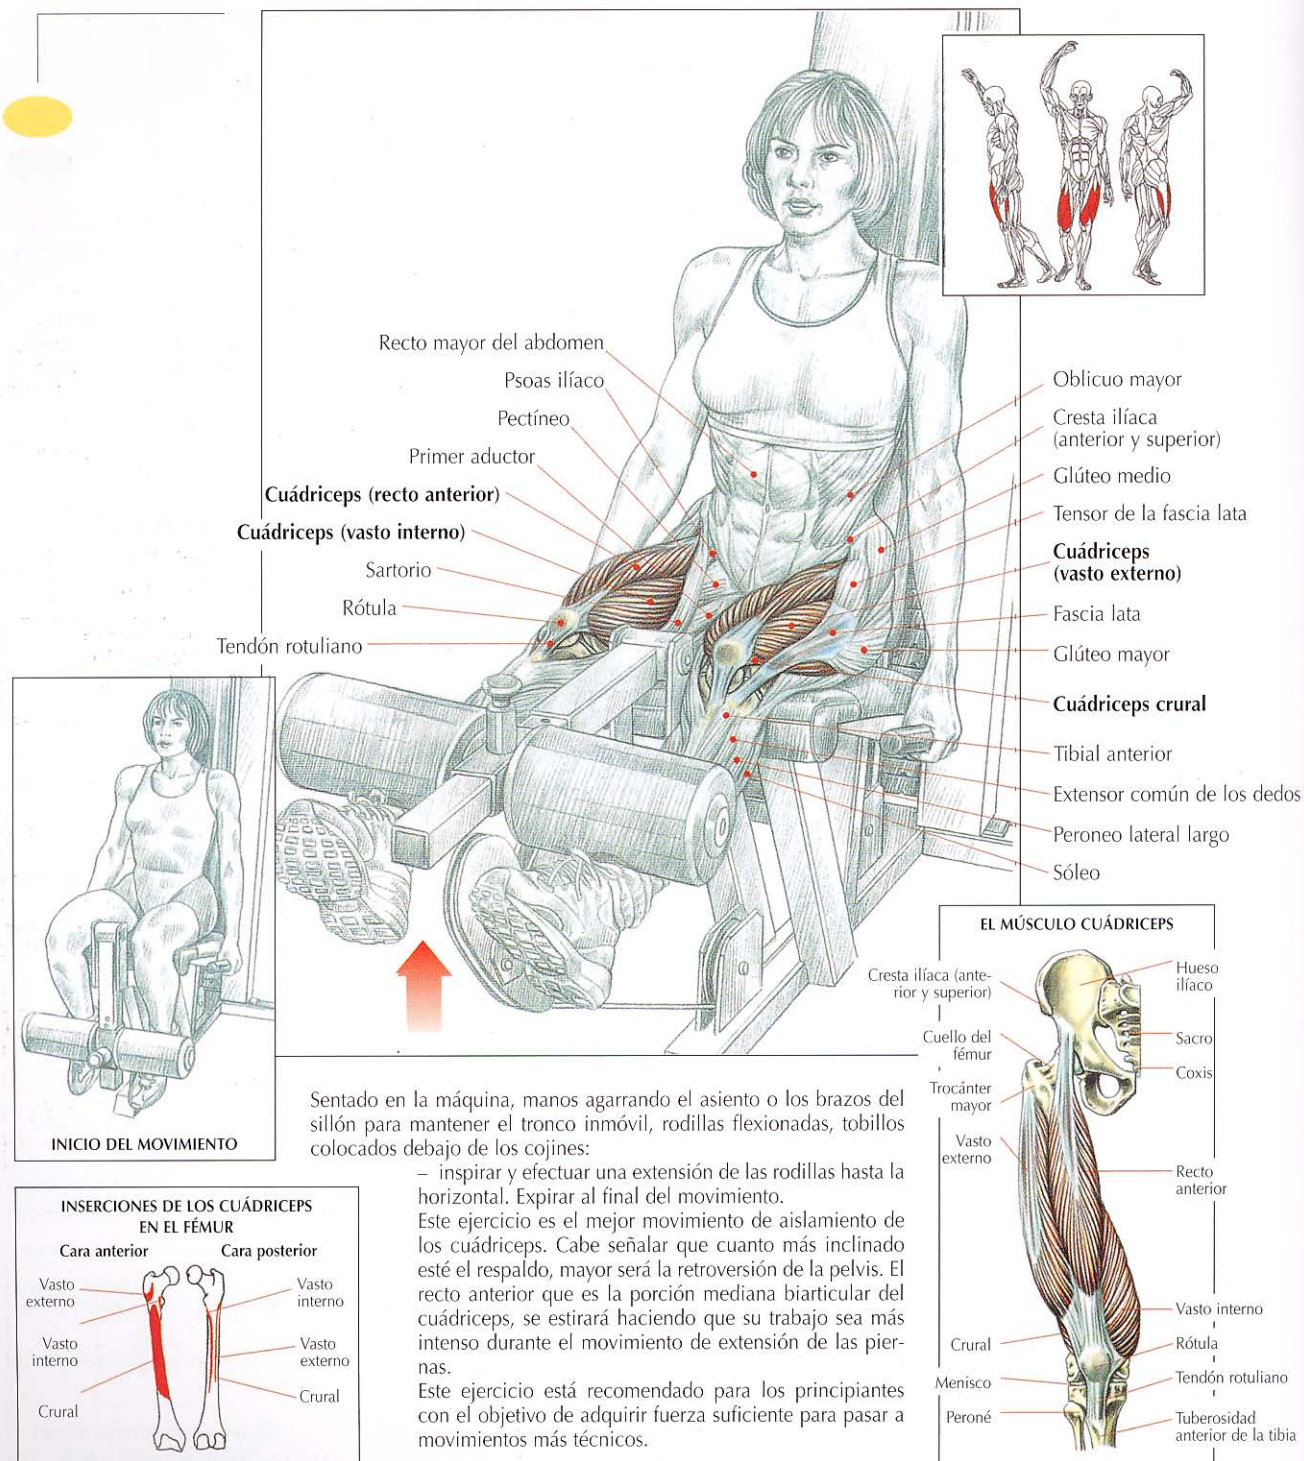 Recto mayor del abdomen
Psoas ilíaco
Pectíneo
Primer aductor
Cuádriceps (recto anterior)
Cuádriceps (vasto interno)
Sartorio
Rótula
Tendón rotuliano
Oblicuo mayor
Cresta ilíaca
(anterior y superior)
Glúteo medio
Tensor de la fascia lata
Cuádriceps
(vasto externo)
Fascia lata
Glúteo mayor
Cuádriceps crural
Tibial anterior
Extensor común de los dedos
Peroneo lateral largo
Sóleo
INICIO DEL MOVIMIENTO
Sentado en la máquina, manos agarrando el asiento o los brazos del
sillón para mantener el tronco inmóvil, rodillas flexionadas, tobillos
colocados debajo de los cojines:
– inspirar y efectuar una extensión de las rodillas hasta la
horizontal. Expirar al final del movimiento.
Este ejercicio es el mejor movimiento de aislamiento de
los cuádriceps. Cabe señalar que cuanto más inclinado
esté el respaldo, mayor será la retroversión de la pelvis. El
recto anterior que es la porción mediana biarticular del
cuádriceps, se estirará haciendo que su trabajo sea más
intenso durante el movimiento de extensión de las pier-
nas.
Este ejercicio está recomendado para los principiantes
con el objetivo de adquirir fuerza suficiente para pasar a
movimientos más técnicos.
INSERCIONES DE LOS CUÁDRICEPS
EN EL FÉMUR
Cara anterior
Cara posterior
Vasto
externo
Vasto
interno
Crural
Vasto
interno
Vasto
externo
Crural
EL MÚSCULO CUÁDRICEPS
Cresta ilíaca (ante-
rior y superior)
Cuello del
fémur
Trocánter
mayor
Vasto
externo
Crural
Menisco
Peroné
Hueso
ilíaco
Sacro
Coxis
Recto
anterior
Vasto interno
Rótula
Tendón rotuliano
Tuberosidad
anterior de la tibia